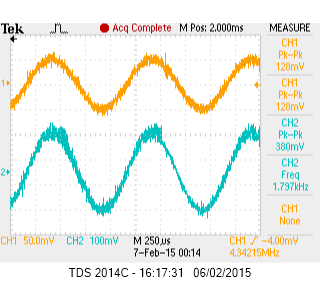 Tek Acq Complete M Pos: 2.000ms MEASURE
CH1
Pk-Pk
128mV
1
CH1
Pk-Pk
128mV
CH2
Pk-Pk
380mV
2
CH2
Freq
1.797kHz
CH1
None
CH1 50.0mV CH2 100mV M 250µs CH1 / -4.00mV
7-Feb-15 00:14 4.34215MHz
TDS 2014C - 16:17:31 06/02/2015